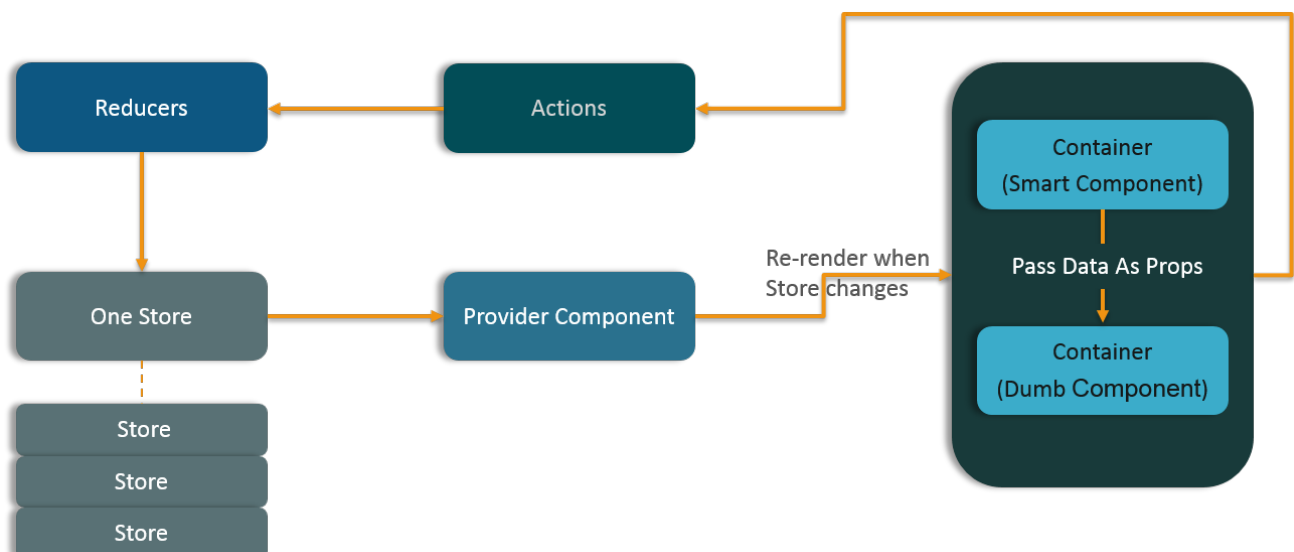 Reducers
Actions
Container
(Smart Component)
Pass Data As Props
Container
(Dumb Component)
Re-render when
Store changes
One Store
Provider Component
Store
Store
Store